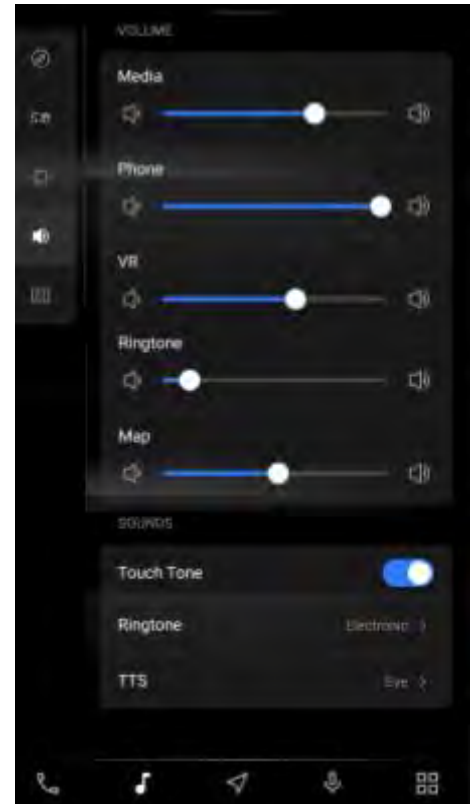 VOLUME
Media
Phone
VR
Ringtone
Map
SOUNDS
Touch Tone
Ringtone
Electronic
TTS
Eve